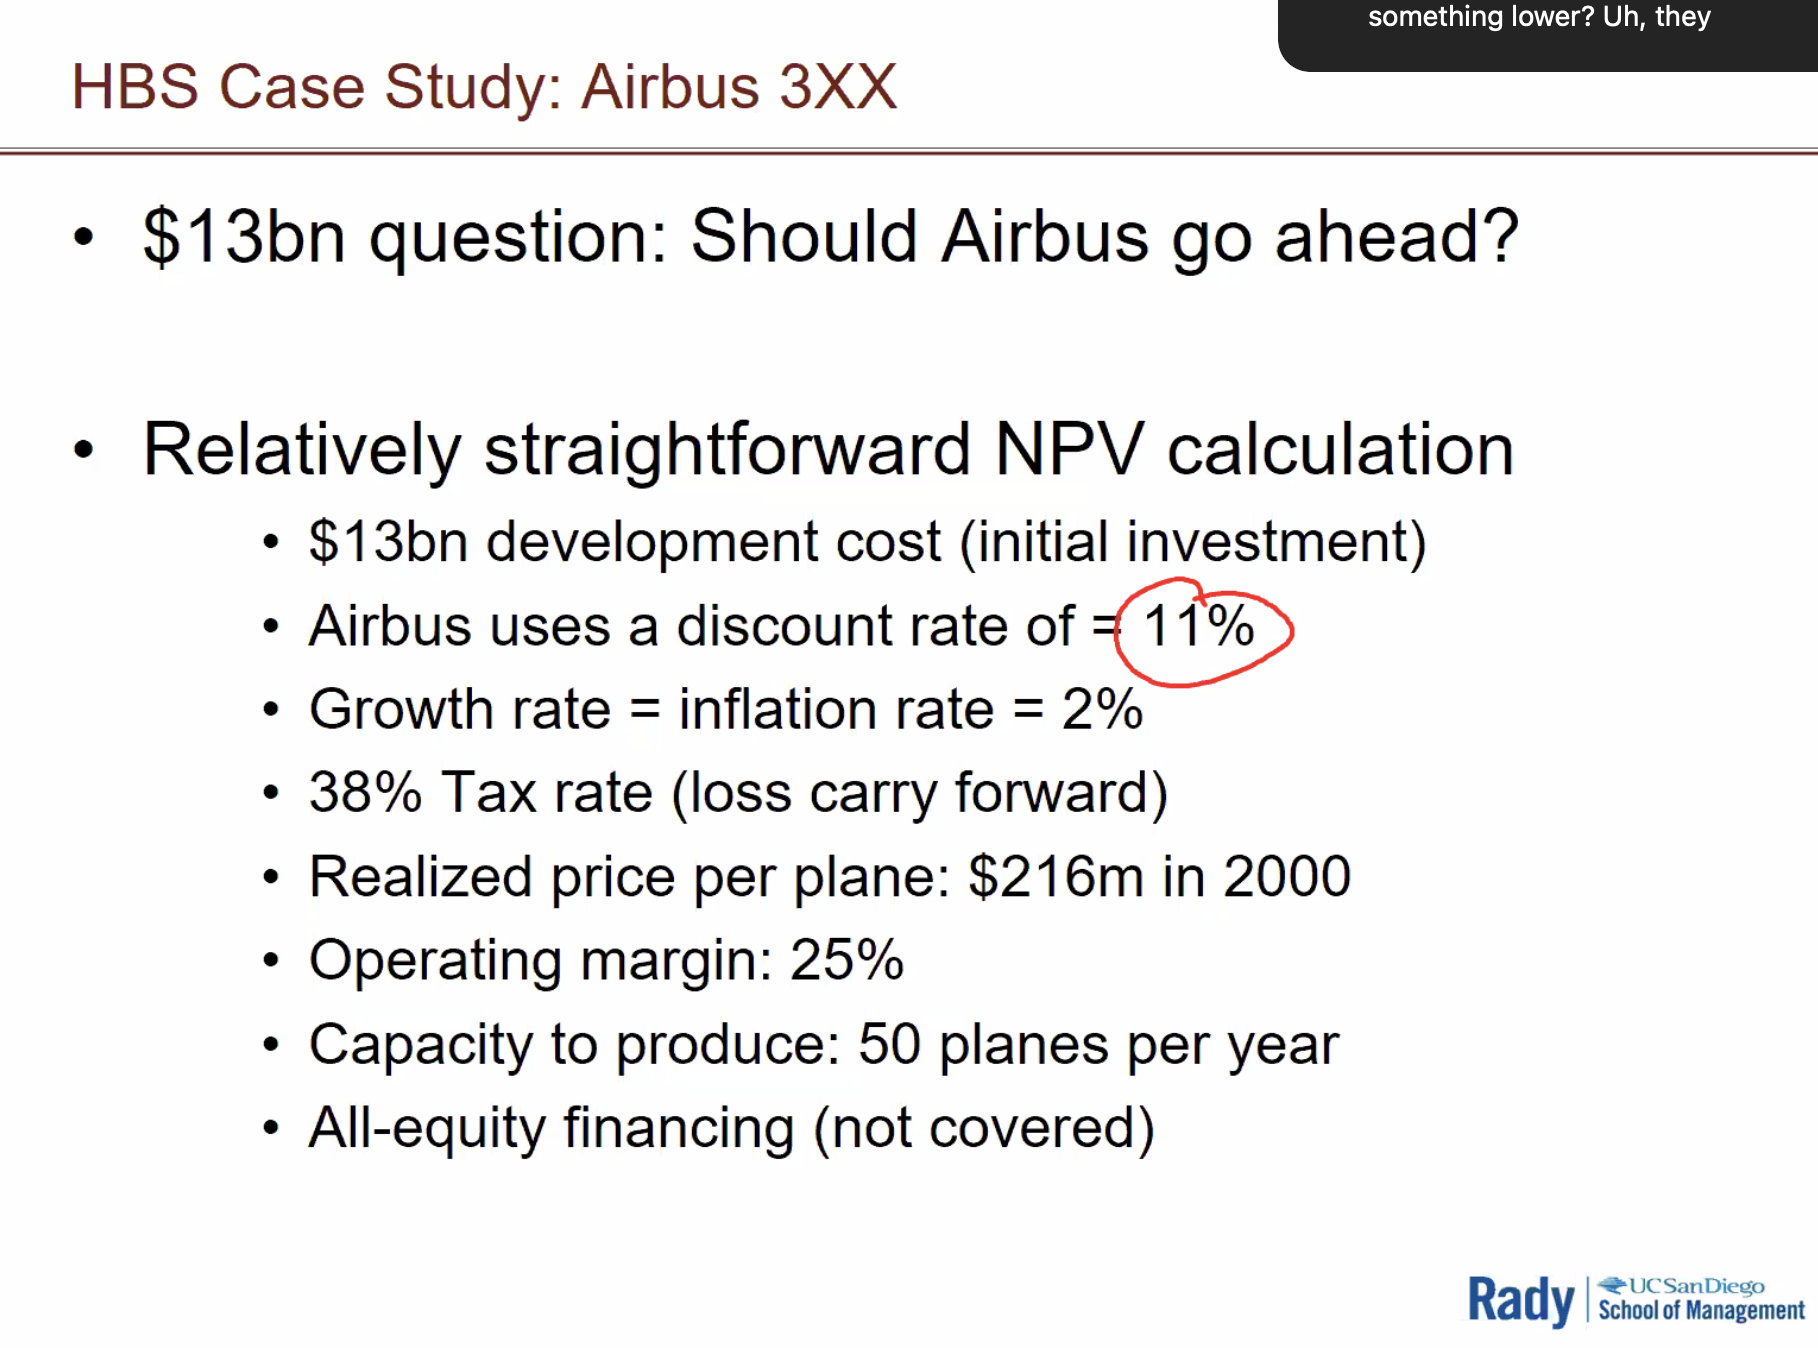 something lower? Uh, they
HBS Case Study: Airbus 3XX
• $13bn question: Should Airbus go ahead?
• Relatively straightforward NPV calculation
• $13bn development cost (initial investment)
• Airbus uses a discount rate of = 11%
• Growth rate = inflation rate = 2%
• 38% Tax rate (loss carry forward)
• Realized price per plane: $216m in 2000
• Operating margin: 25%
• Capacity to produce: 50 planes per year
• All-equity financing (not covered)
Rady | UC San Diego
School of Management